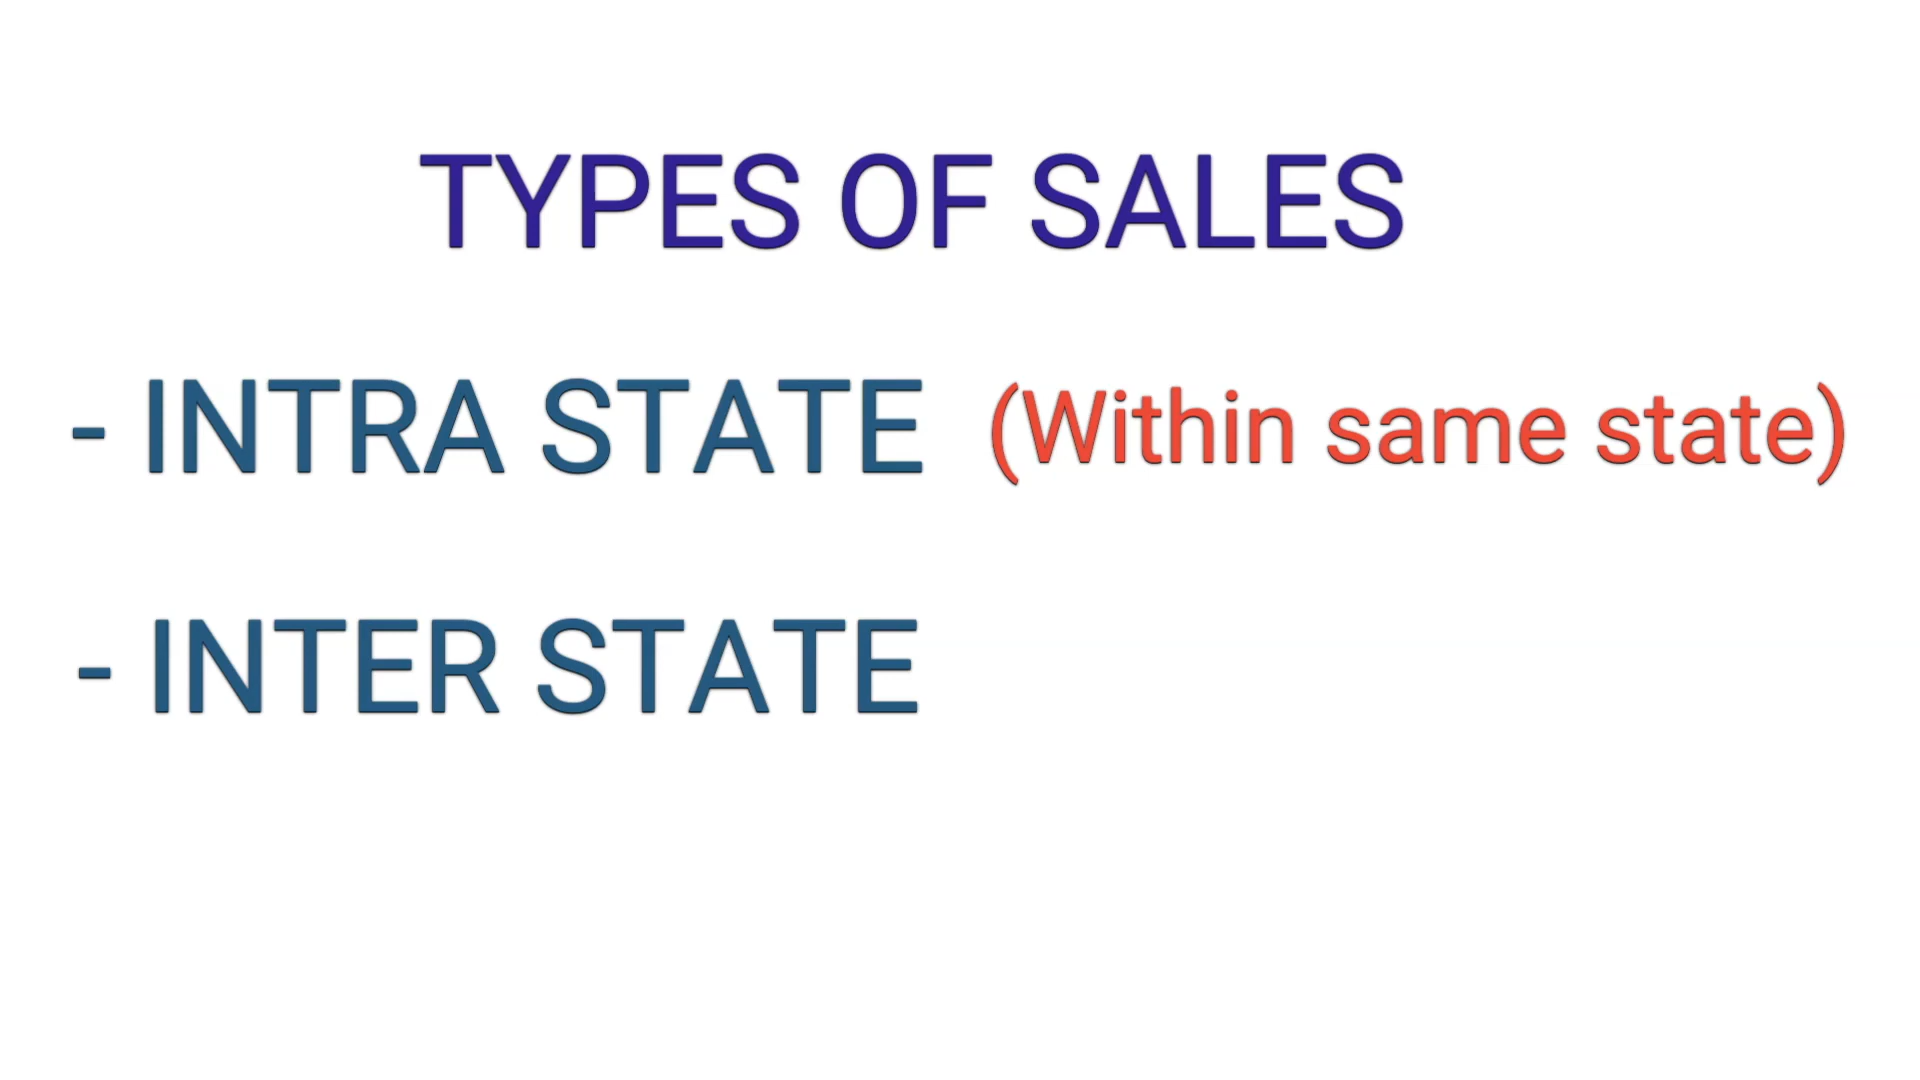 TYPES OF SALES
- INTRA STATE (Within same state)
- INTER STATE